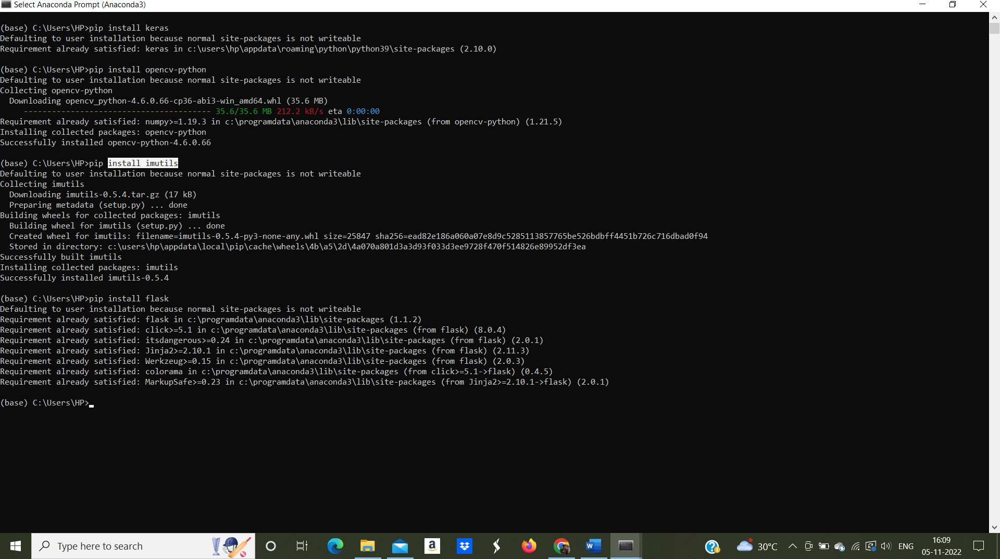 Select Anaconda Prompt (Anaconda3)
(base) C:\Users\HP>pip install keras
Defaulting to user installation because normal site-packages is not writeable
Requirement already satisfied: keras in c:\users\hp\appdata\roaming\python\python39\site-packages (2.10.0)
(base) C:\Users\HP>pip install opencv-python
Defaulting to user installation because normal site-packages is not writeable
Collecting opencv-python
  Downloading opencv_python-4.6.0.66-cp36-abi3-win_amd64.whl (35.6 MB)
     ---------------------------------------- 35.6/35.6 MB 212.2 kB/s eta 0:00:00
Requirement already satisfied: numpy>=1.19.3 in c:\programdata\anaconda3\lib\site-packages (from opencv-python) (1.21.5)
Installing collected packages: opencv-python
Successfully installed opencv-python-4.6.0.66
(base) C:\Users\HP>pip install imutils
Defaulting to user installation because normal site-packages is not writeable
Collecting imutils
  Downloading imutils-0.5.4.tar.gz (17 kB)
  Preparing metadata (setup.py) ... done
Building wheels for collected packages: imutils
  Building wheel for imutils (setup.py) ... done
  Created wheel for imutils: filename=imutils-0.5.4-py3-none-any.whl size=25847 sha256=ead82e186a060a07e8d9c5285113857765be526bdbff4451b726c716dbad0f94
  Stored in directory: c:\users\hp\appdata\local\pip\cache\wheels\4b\a5\2d\4a070a801d3a3d93f033d3ee9728f470f514826e89952df3ea
Successfully built imutils
Installing collected packages: imutils
Successfully installed imutils-0.5.4
(base) C:\Users\HP>pip install flask
Defaulting to user installation because normal site-packages is not writeable
Requirement already satisfied: flask in c:\programdata\anaconda3\lib\site-packages (1.1.2)
Requirement already satisfied: click>=5.1 in c:\programdata\anaconda3\lib\site-packages (from flask) (8.0.4)
Requirement already satisfied: itsdangerous>=0.24 in c:\programdata\anaconda3\lib\site-packages (from flask) (2.0.1)
Requirement already satisfied: Jinja2>=2.10.1 in c:\programdata\anaconda3\lib\site-packages (from flask) (2.11.3)
Requirement already satisfied: Werkzeug>=0.15 in c:\programdata\anaconda3\lib\site-packages (from flask) (2.0.3)
Requirement already satisfied: colorama in c:\programdata\anaconda3\lib\site-packages (from click>=5.1->flask) (0.4.5)
Requirement already satisfied: MarkupSafe>=0.23 in c:\programdata\anaconda3\lib\site-packages (from Jinja2>=2.10.1->flask) (2.0.1)
(base) C:\Users\HP>
Type here to search
30°C
ENG
16:09
05-11-2022